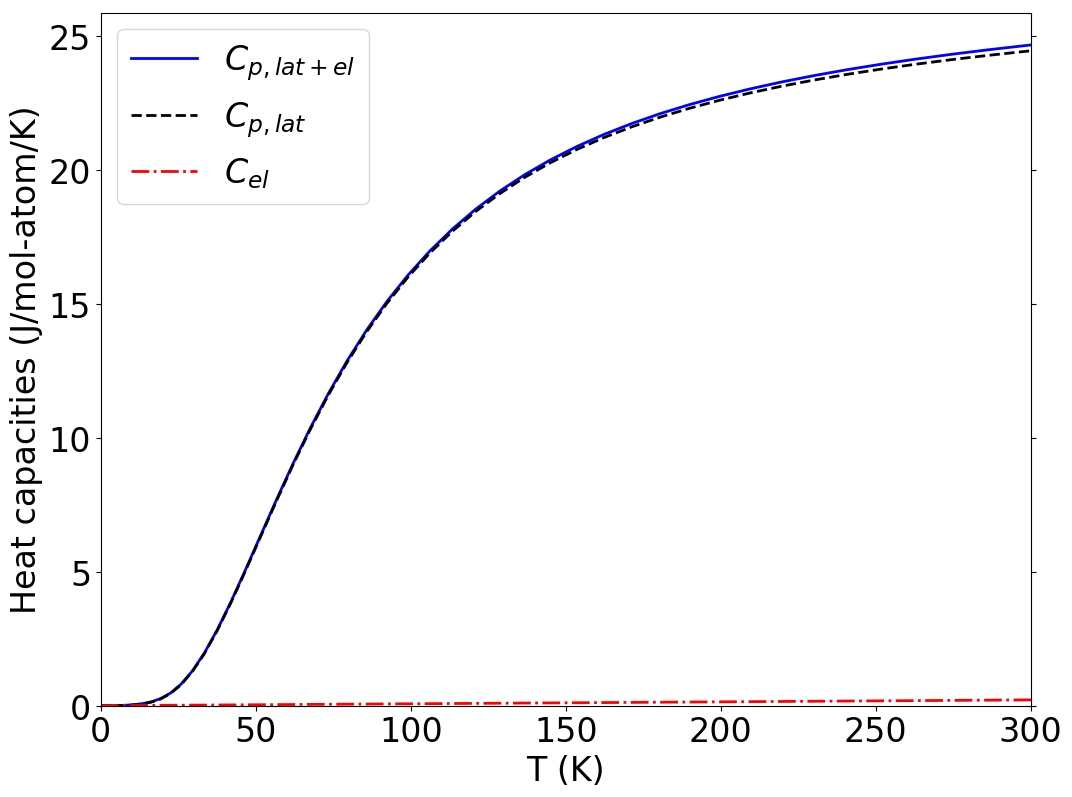 25
20
15
10
5
0
Heat capacities (J/mol-atom/K)
C_{p, lat + el}
C_{p, lat}
C_{el}
0 50 100 150 200 250 300
T (K)